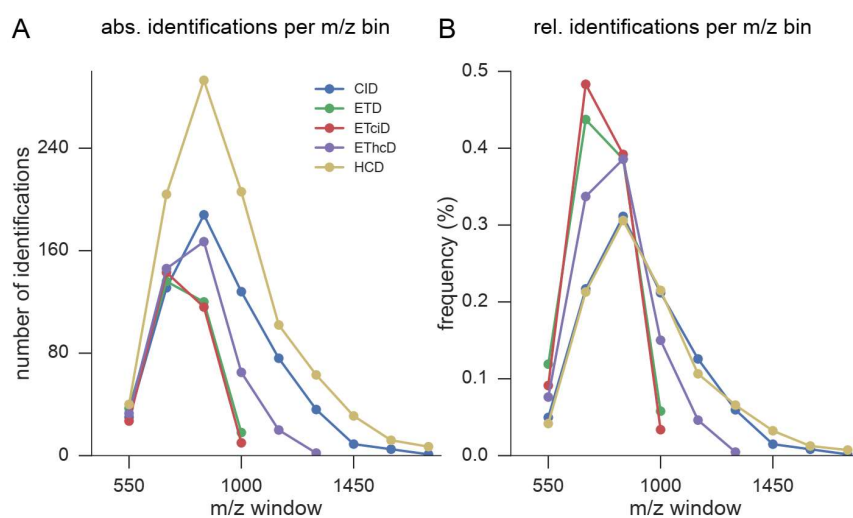 A
abs. identifications per m/z bin
number of identifications
240
160
80
0
550
1000
1450
m/z window
CID
ETD
ETciD
EThcD
HCD
B
rel. identifications per m/z bin
frequency (%)
0.5
0.4
0.3
0.2
0.1
0.0
550
1000
1450
m/z window